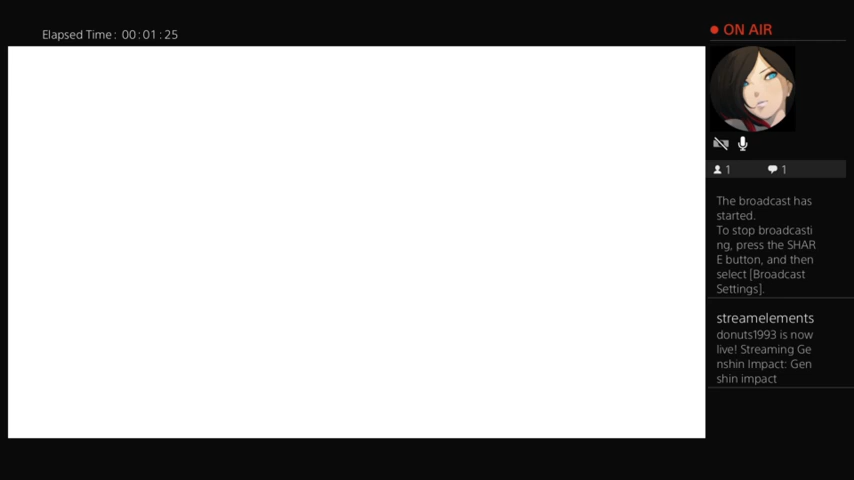 Elapsed Time: 00:01:25
ON AIR
1 1
The broadcast has
started.
To stop broadcasti
ng, press the SHAR
E button, and then
select [Broadcast
Settings].
streamelements
donuts1993 is now
live! Streaming Ge
nshin Impact: Gen
shin impact